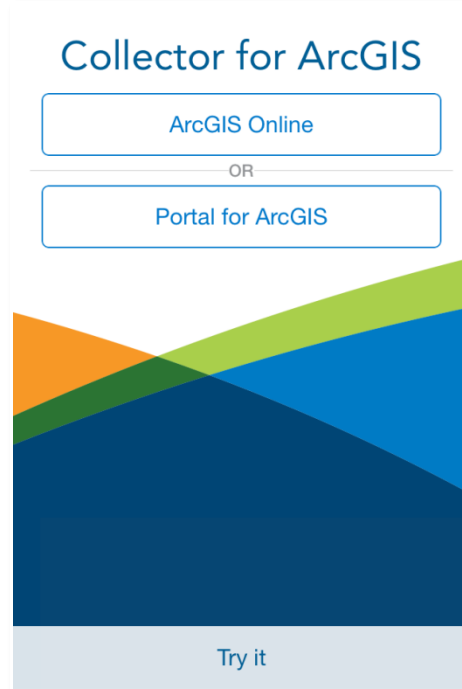 Collector for ArcGIS
ArcGIS Online
OR
Portal for ArcGIS
Try it